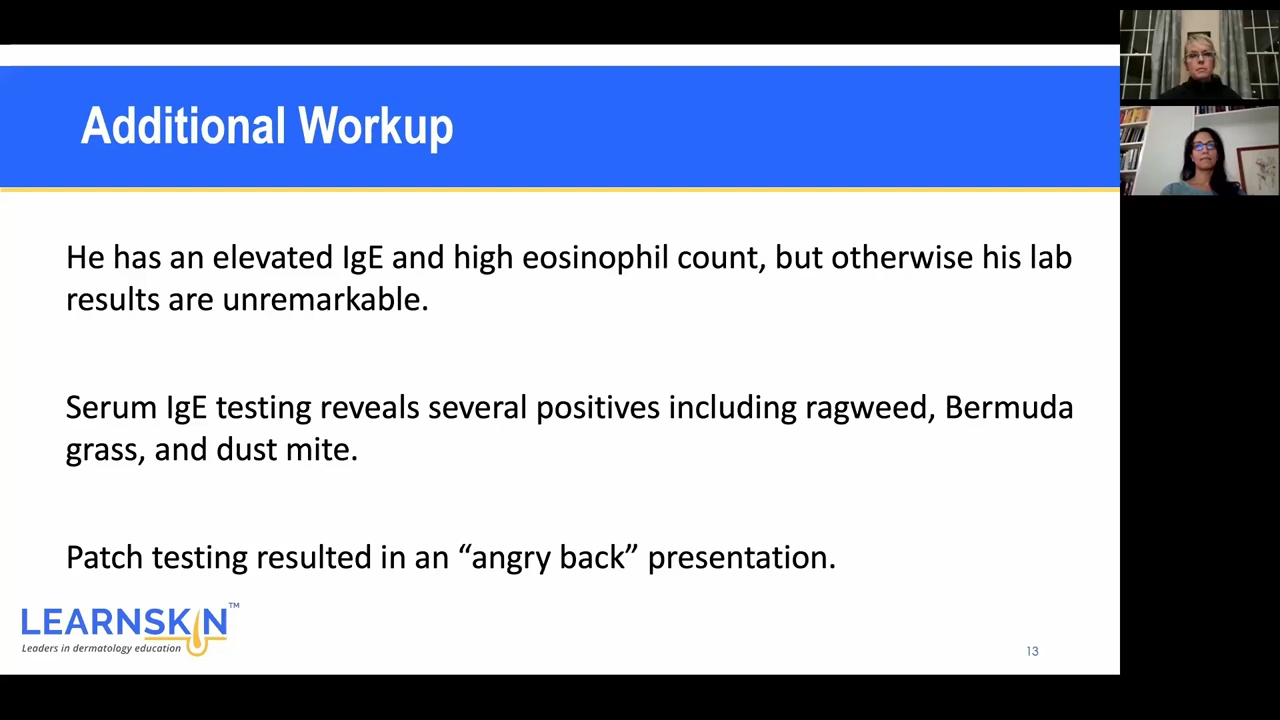 Additional Workup
He has an elevated IgE and high eosinophil count, but otherwise his lab
results are unremarkable.
Serum IgE testing reveals several positives including ragweed, Bermuda
grass, and dust mite.
Patch testing resulted in an “angry back” presentation.
LEARNSKIN™
Leaders in dermatology education
13